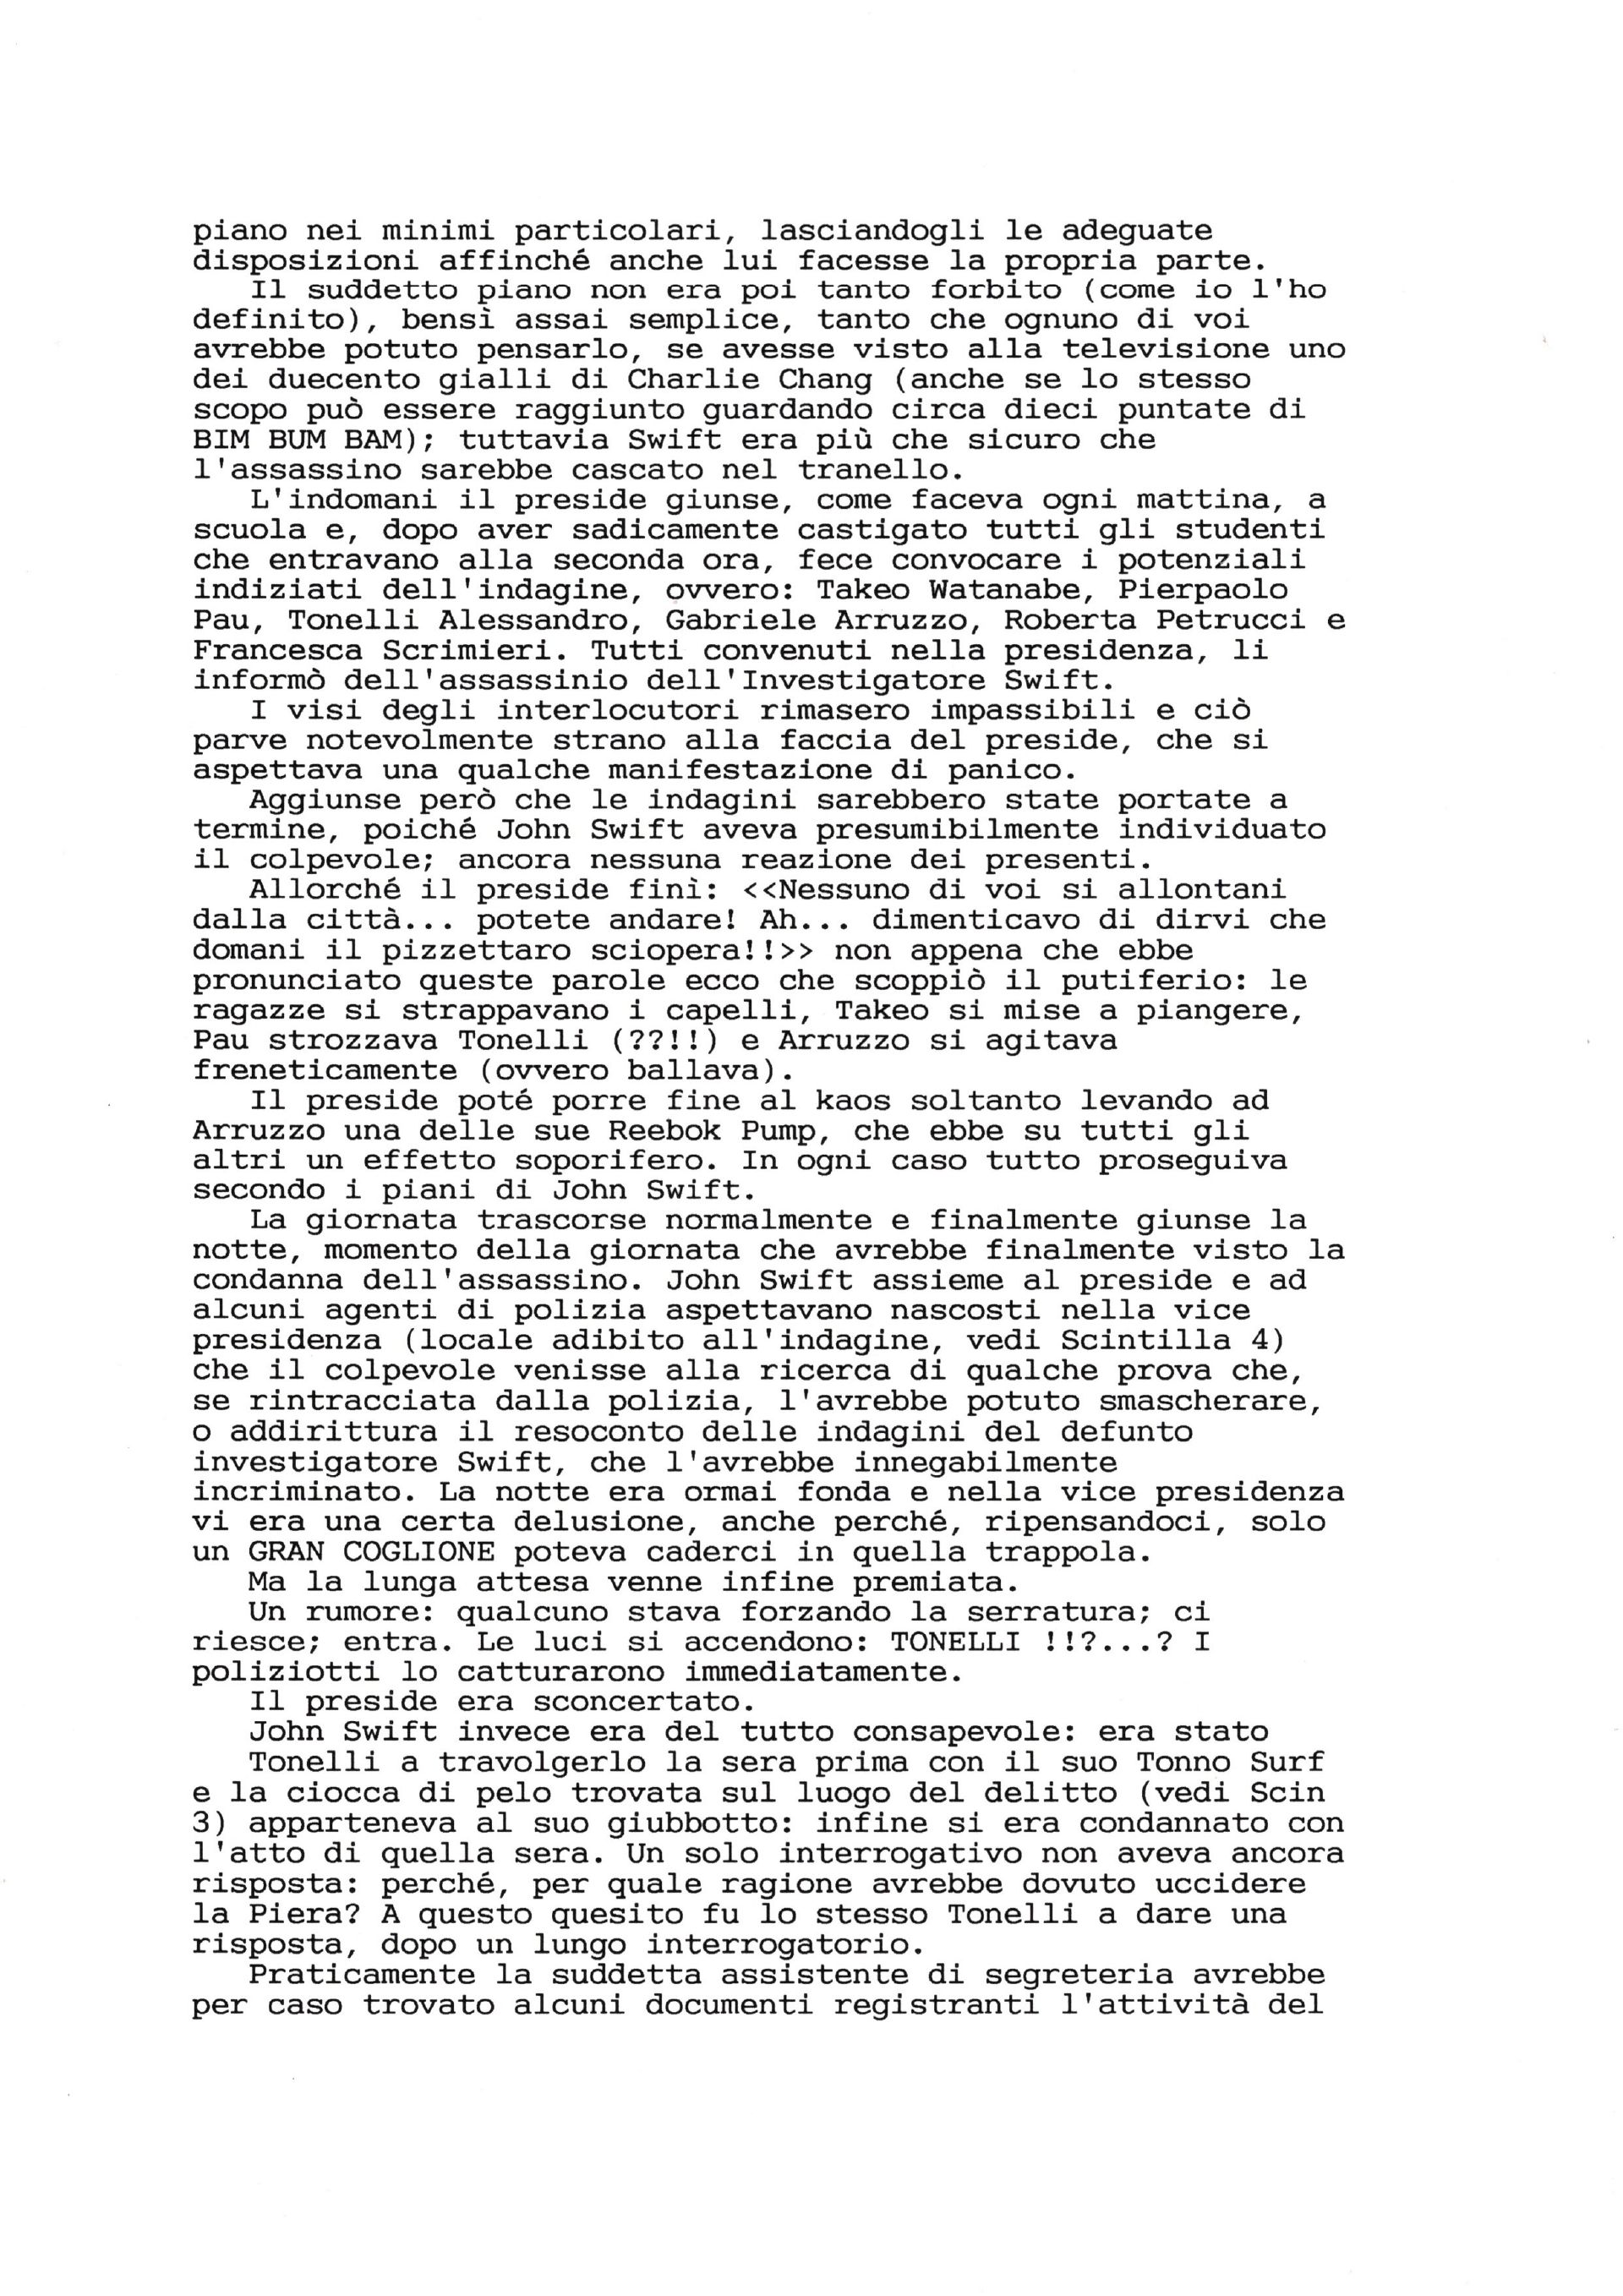 piano nei minimi particolari, lasciandogli le adeguate
disposizioni affinché anche lui facesse la propria parte.
Il suddetto piano non era poi tanto forbito (come io l'ho
definito), bensì assai semplice, tanto che ognuno di voi
avrebbe potuto pensarlo, se avesse visto alla televisione uno
dei duecento gialli di Charlie Chang (anche se lo stesso
scopo può essere raggiunto guardando circa dieci puntate di
BIM BUM BAM); tuttavia Swift era più che sicuro che
l'assassino sarebbe cascato nel tranello.
L'indomani il preside giunse, come faceva ogni mattina, a
scuola e, dopo aver sadicamente castigato tutti gli studenti
che entravano alla seconda ora, fece convocare i potenziali
indiziati dell'indagine, ovvero: Takeo Watanabe, Pierpaolo
Pau, Tonelli Alessandro, Gabriele Arruzzo, Roberta Petrucci e
Francesca Scrimieri. Tutti convenuti nella presidenza, li
informò dell'assassinio dell'Investigatore Swift.
I visi degli interlocutori rimasero impassibili e ciò
parve notevolmente strano alla faccia del preside, che si
aspettava una qualche manifestazione di panico.
Aggiunse però che le indagini sarebbero state portate a
termine, poiché John Swift aveva presumibilmente individuato
il colpevole; ancora nessuna reazione dei presenti.
Allorché il preside finì: <<Nessuno di voi si allontani
dalla città... potete andare! Ah... dimenticavo di dirvi che
domani il pizzettaro sciopera!!>> non appena che ebbe
pronunciato queste parole ecco che scoppiò il putiferio: le
ragazze si strappavano i capelli, Takeo si mise a piangere,
Pau strozzava Tonelli (??!!) e Arruzzo si agitava
freneticamente (ovvero ballava).
Il preside poté porre fine al kaos soltanto levando ad
Arruzzo una delle sue Reebok Pump, che ebbe su tutti gli
altri un effetto soporifero. In ogni caso tutto proseguiva
secondo i piani di John Swift.
La giornata trascorse normalmente e finalmente giunse la
notte, momento della giornata che avrebbe finalmente visto la
condanna dell'assassino. John Swift assieme al preside e ad
alcuni agenti di polizia aspettavano nascosti nella vice
presidenza (locale adibito all'indagine, vedi Scintilla 4)
che il colpevole venisse alla ricerca di qualche prova che,
se rintracciata dalla polizia, l'avrebbe potuto smascherare,
o addirittura il resoconto delle indagini del defunto
investigatore Swift, che l'avrebbe innegabilmente
incriminato. La notte era ormai fonda e nella vice presidenza
vi era una certa delusione, anche perché, ripensandoci, solo
un GRAN COGLIONE poteva caderci in quella trappola.
Ma la lunga attesa venne infine premiata.
Un rumore: qualcuno stava forzando la serratura; ci
riesce; entra. Le luci si accendono: TONELLI !!?...? I
poliziotti lo catturarono immediatamente.
Il preside era sconcertato.
John Swift invece era del tutto consapevole: era stato
Tonelli a travolgerlo la sera prima con il suo Tonno Surf
e la ciocca di pelo trovata sul luogo del delitto (vedi Scin
3) apparteneva al suo giubbotto: infine si era condannato con
l'atto di quella sera. Un solo interrogativo non aveva ancora
risposta: perché, per quale ragione avrebbe dovuto uccidere
la Piera? A questo quesito fu lo stesso Tonelli a dare una
risposta, dopo un lungo interrogatorio.
Praticamente la suddetta assistente di segreteria avrebbe
per caso trovato alcuni documenti registranti l'attività del